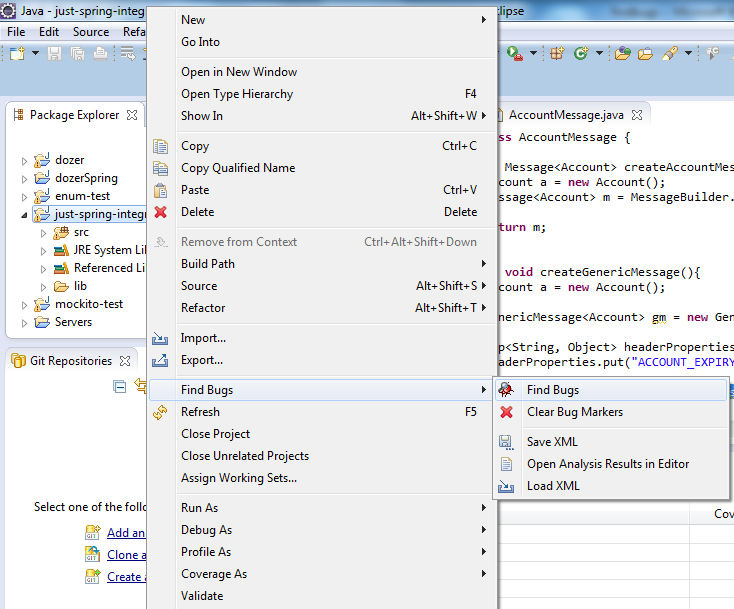 Java - just-spring-integ
clipse
File Edit Source Refa
Package Explorer
dozer
dozerSpring
enum-test
just-spring-integr
src
JRE System Lib
Referenced Li
lib
mockito-test
Servers
Git Repositories
Select one of the follo
Add an
Clone a
Create a
New
Go Into
Open in New Window
Open Type Hierarchy F4
Show In Alt+Shift+W
Copy Ctrl+C
Copy Qualified Name
Paste Ctrl+V
Delete Delete
Remove from Context Ctrl+Alt+Shift+Down
Build Path
Source Alt+Shift+S
Refactor Alt+Shift+T
Import...
Export...
Find Bugs
Refresh F5
Close Project
Close Unrelated Projects
Assign Working Sets...
Run As
Debug As
Profile As
Coverage As
Validate
AccountMessage.java
ss AccountMessage {
Message<Account> createAccountMes
count a = new Account();
ssage<Account> m = MessageBuilder.
turn m;
void createGenericMessage(){
count a = new Account();
nericMessage<Account> gm = new Gen
p<String, Object> headerProperties
aderProperties.put("ACCOUNT_EXPIRY
Find Bugs
Clear Bug Markers
Save XML
Open Analysis Results in Editor
Load XML
Cov